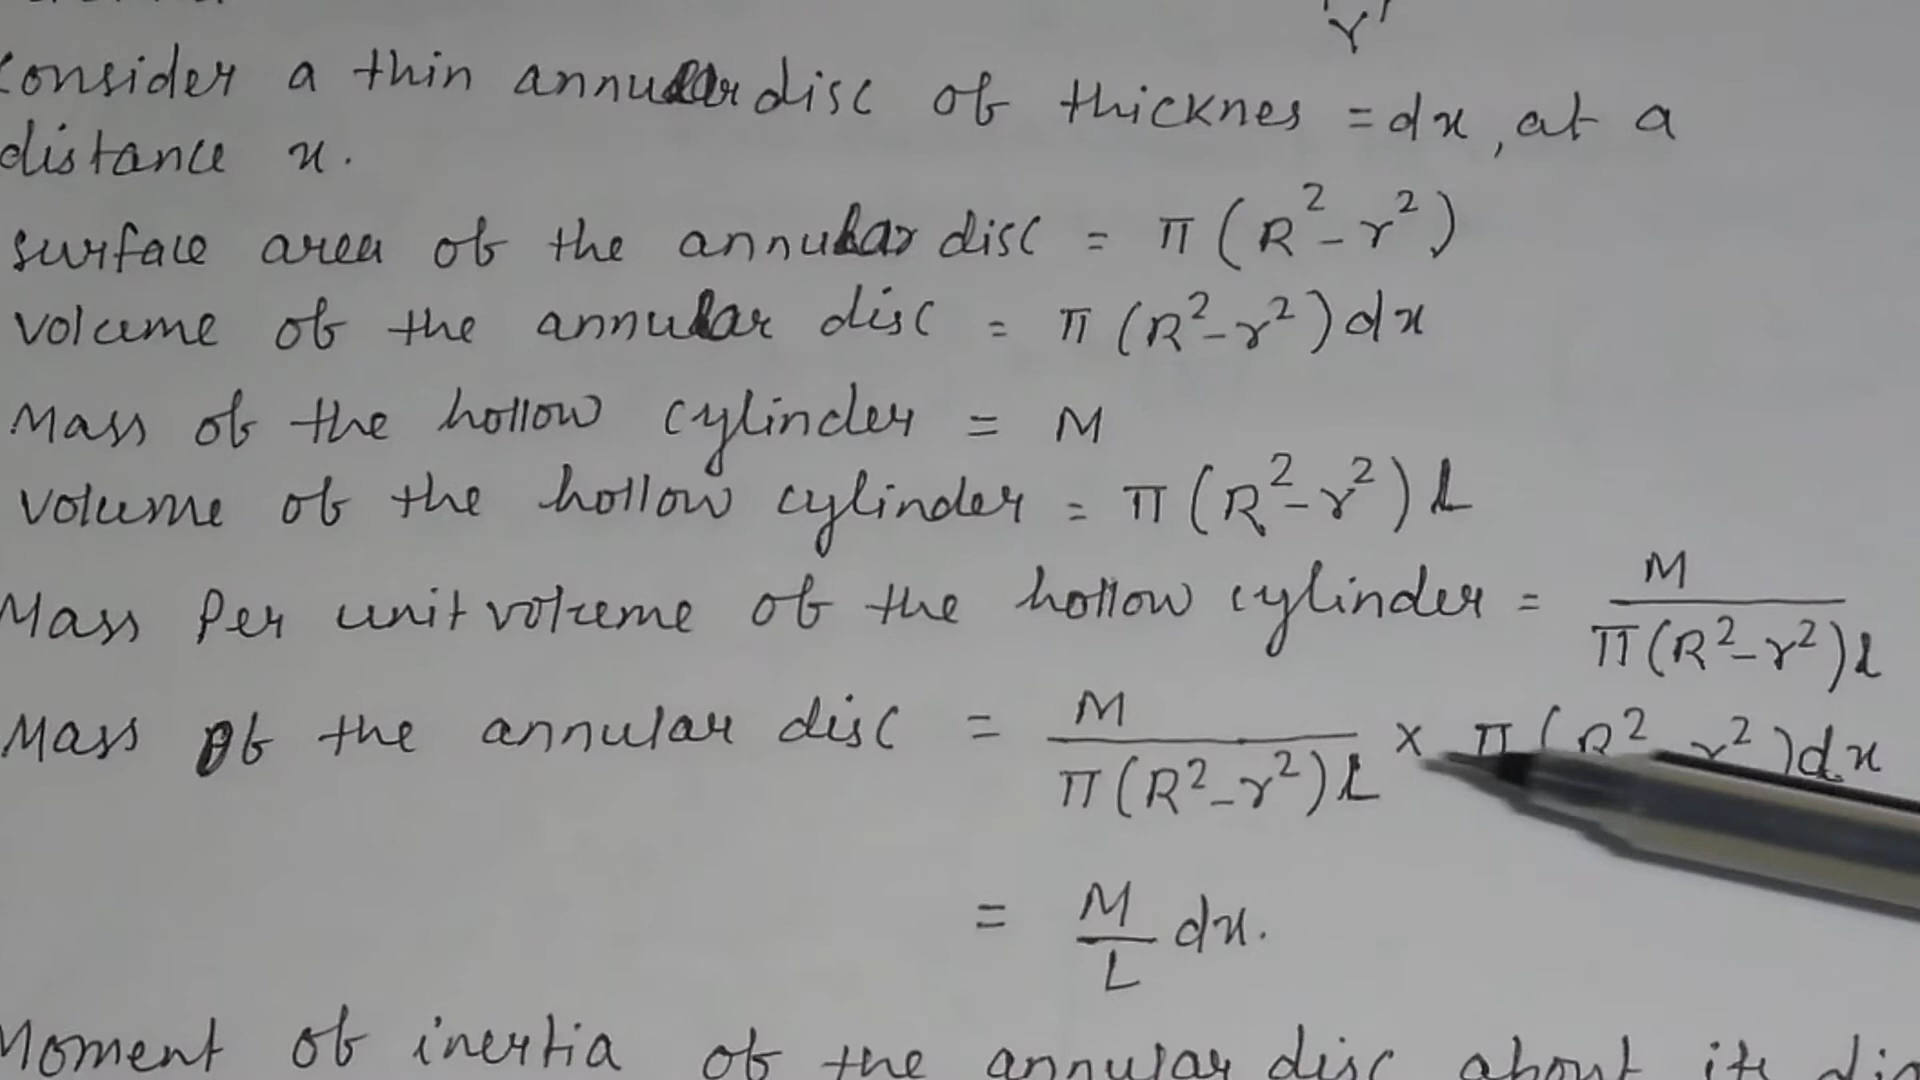 'r'
Consider a thin annular disc of thicknes = dx, at a
distance x.
surface area of the annular disc = π (R² - r²)
volume of the annular disc = π (R² - r²) dx
Mass of the hollow cylinder = M
volume of the hollow cylinder = π (R² - r²) L
Mass Per unit volume of the hollow cylinder = M / π (R² - r²) L
Mass of the annular disc = M / π (R² - r²) L × π (R² - r²) dx
= M / L dx.
Moment of inertia of the annular disc about its